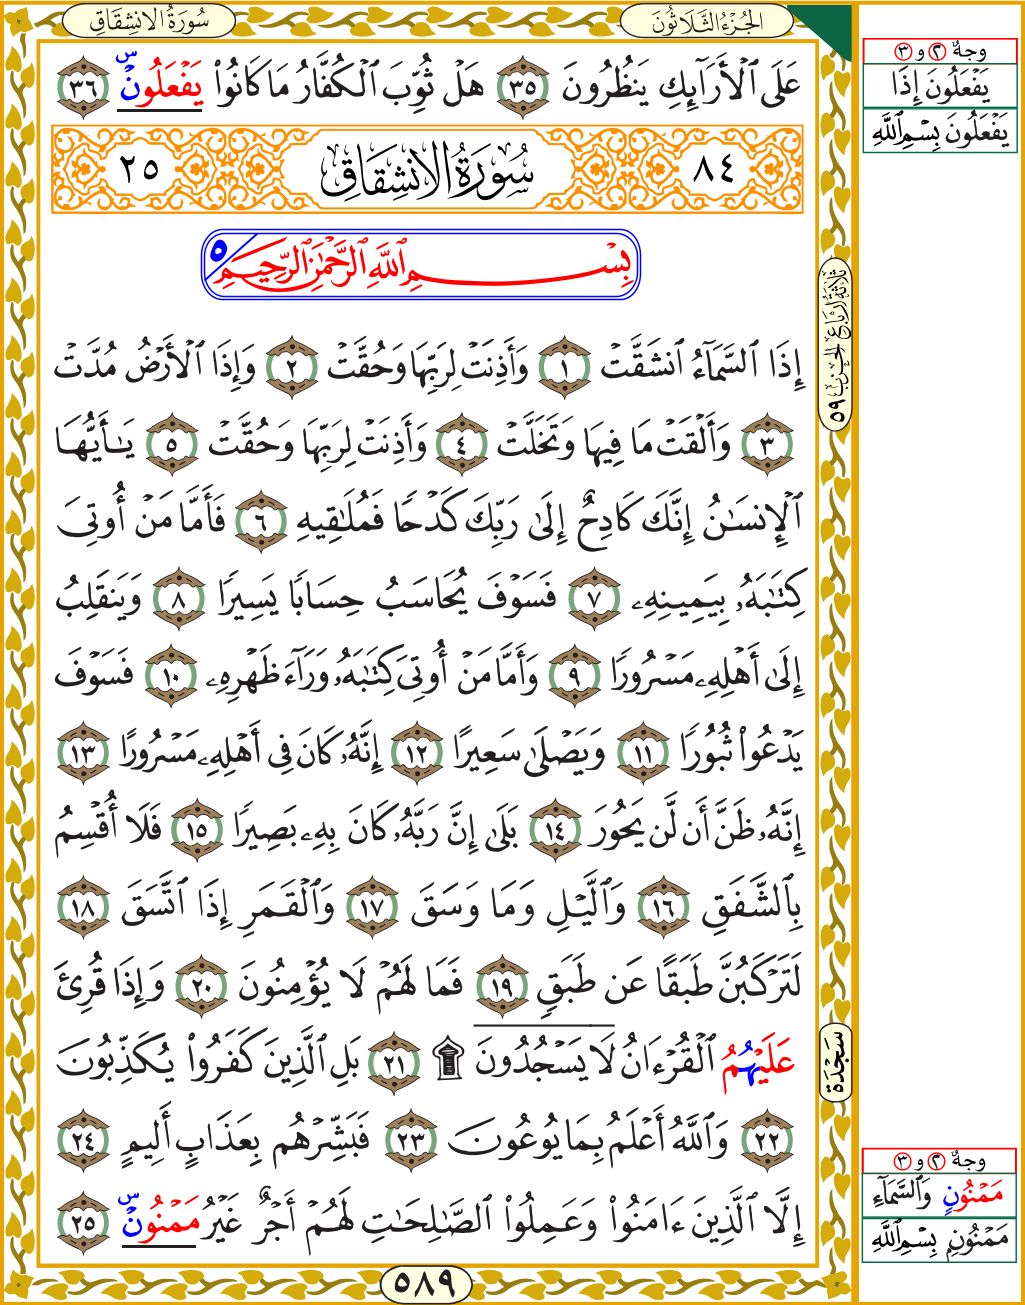 سُورَةُ الانشِقَاقِ
الجُزْءُ الثَّلَاثُونَ
عَلَى ٱلْأَرَآئِكِ يَنظُرُونَ ٣٥ هَلْ ثُوِّبَ ٱلْكُفَّارُ مَا كَانُوا۟ يَفْعَلُونَ س ٣٦
٨٤ سُورَةُ الانشِقَاقِ ٢٥
بِسْمِ ٱللَّهِ ٱلرَّحْمَٰنِ ٱلرَّحِيمِ ٥
إِذَا ٱلسَّمَآءُ ٱنشَقَّتْ ١ وَأَذِنَتْ لِرَبِّهَا وَحُقَّتْ ٢ وَإِذَا ٱلْأَرْضُ مُدَّتْ
٣ وَأَلْقَتْ مَا فِيهَا وَتَخَلَّتْ ٤ وَأَذِنَتْ لِرَبِّهَا وَحُقَّتْ ٥ يَٰٓأَيُّهَا
ٱلْإِنسَٰنُ إِنَّكَ كَادِحٌ إِلَىٰ رَبِّكَ كَدْحًا فَمُلَٰقِيهِ ٦ فَأَمَّا مَنْ أُوتِىَ
كِتَٰبَهُۥ بِيَمِينِهِۦ ٧ فَسَوْفَ يُحَاسَبُ حِسَابًا يَسِيرًا ٨ وَيَنقَلِبُ
إِلَىٰٓ أَهْلِهِۦ مَسْرُورًا ٩ وَأَمَّا مَنْ أُوتِىَ كِتَٰبَهُۥ وَرَآءَ ظَهْرِهِۦ ١٠ فَسَوْفَ
يَدْعُوا۟ ثُبُورًا ١١ وَيَصْلَىٰ سَعِيرًا ١٢ إِنَّهُۥ كَانَ فِىٓ أَهْلِهِۦ مَسْرُورًا ١٣
إِنَّهُۥ ظَنَّ أَن لَّن يَحُورَ ١٤ بَلَىٰٓ إِنَّ رَبَّهُۥ كَانَ بِهِۦ بَصِيرًا ١٥ فَلَآ أُقْسِمُ
بِٱلشَّفَقِ ١٦ وَٱلَّيْلِ وَمَا وَسَقَ ١٧ وَٱلْقَمَرِ إِذَا ٱتَّسَقَ ١٨
لَتَرْكَبُنَّ طَبَقًا عَن طَبَقٍ ١٩ فَمَا لَهُمْ لَا يُؤْمِنُونَ ٢٠ وَإِذَا قُرِئَ
عَلَيْهُمُ ٱلْقُرْءَانُ لَا يَسْجُدُونَ ۩ ٢١ بَلِ ٱلَّذِينَ كَفَرُوا۟ يُكَذِّبُونَ
٢٢ وَٱللَّهُ أَعْلَمُ بِمَا يُوعُونَ ٢٣ فَبَشِّرْهُم بِعَذَابٍ أَلِيمٍ ٢٤
إِلَّا ٱلَّذِينَ ءَامَنُوا۟ وَعَمِلُوا۟ ٱلصَّٰلِحَٰتِ لَهُمْ أَجْرٌ غَيْرُ مَمْنُونٍ س ٢٥
٥٨٩
ثلاثة أرباع الحزب ٥٩
سَجْدَة
وجهُ ٢ و ٣
يَفْعَلُونَ إِذَا
يَفْعَلُونَ بِسْمِ ٱللَّهِ
وجهُ ٢ و ٣
مَمْنُونٍ وَٱلسَّمَآءِ
مَمْنُونٍ بِسْمِ ٱللَّهِ